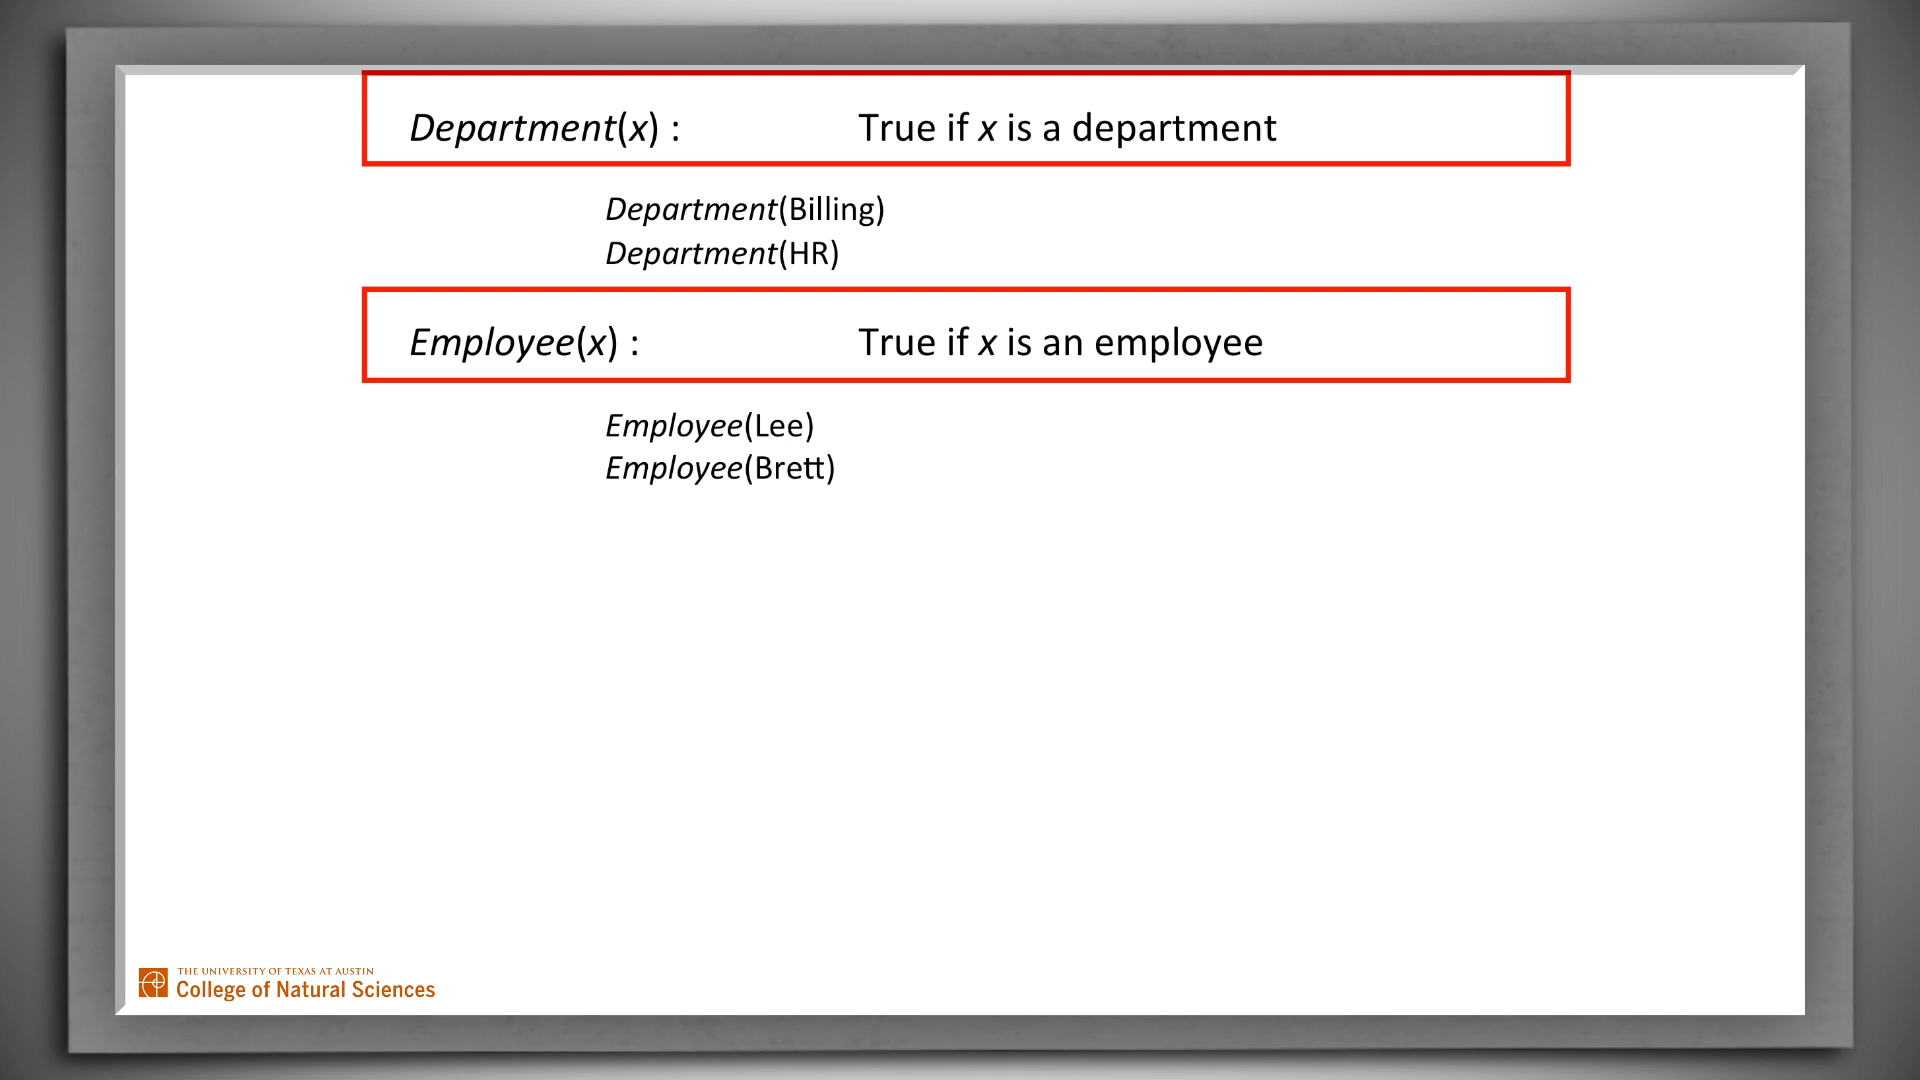 Department(x) : True if x is a department
Department(Billing)
Department(HR)
Employee(x) : True if x is an employee
Employee(Lee)
Employee(Brett)
THE UNIVERSITY OF TEXAS AT AUSTIN
College of Natural Sciences